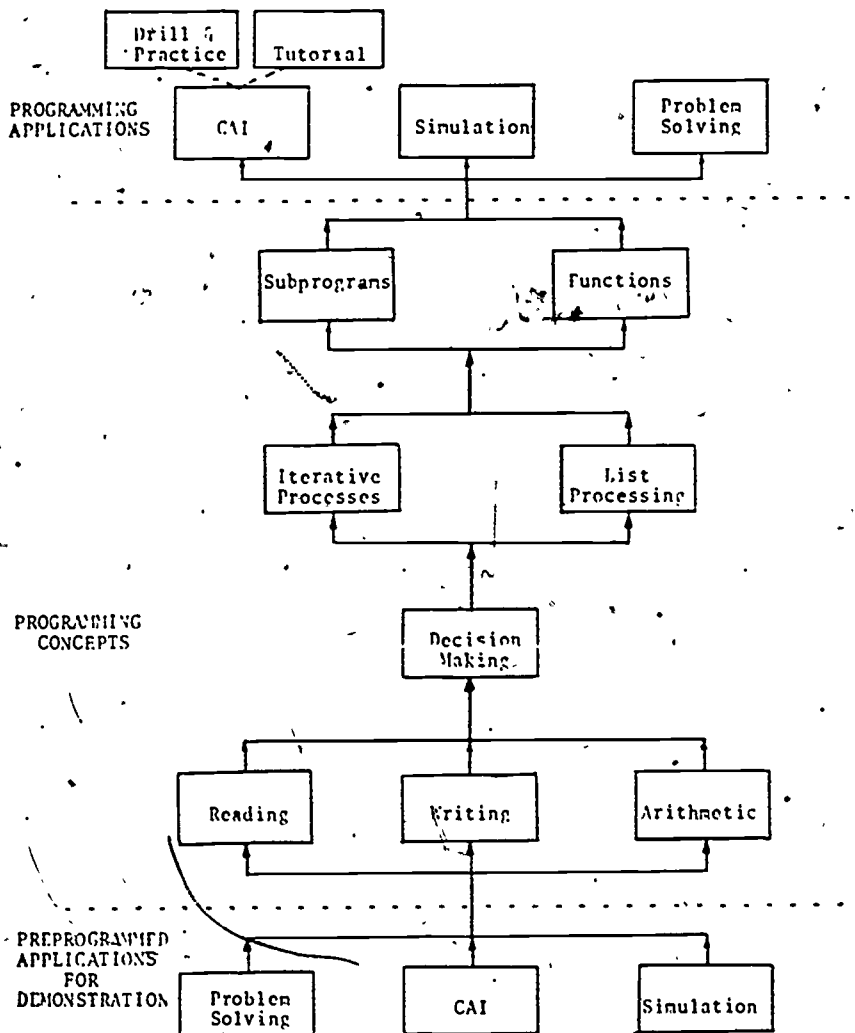 Drill &
Practice
Tutorial
PROGRAMMING
APPLICATIONS
CAI
Simulation
Problem
Solving
Subprograms
Functions
Iterative
Processes
List
Processing
PROGRAMMING
CONCEPTS
Decision
Making
Reading
Writing
Arithmetic
PREPROGRAMMED
APPLICATIONS
FOR
DEMONSTRATION
Problem
Solving
CAI
Simulation